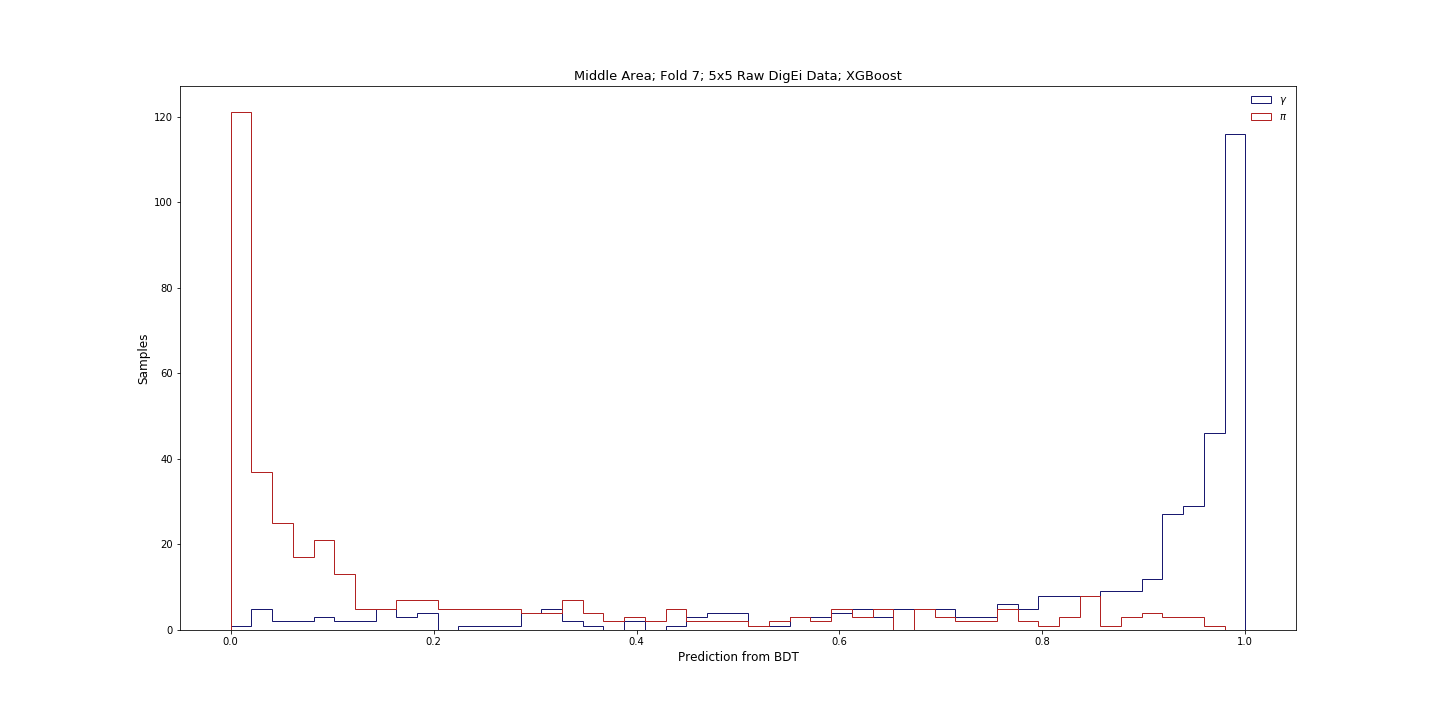 Middle Area; Fold 7; 5x5 Raw DigEi Data; XGBoost
γ
π
120
100
80
60
40
20
0
Samples
0.0 0.2 0.4 0.6 0.8 1.0
Prediction from BDT